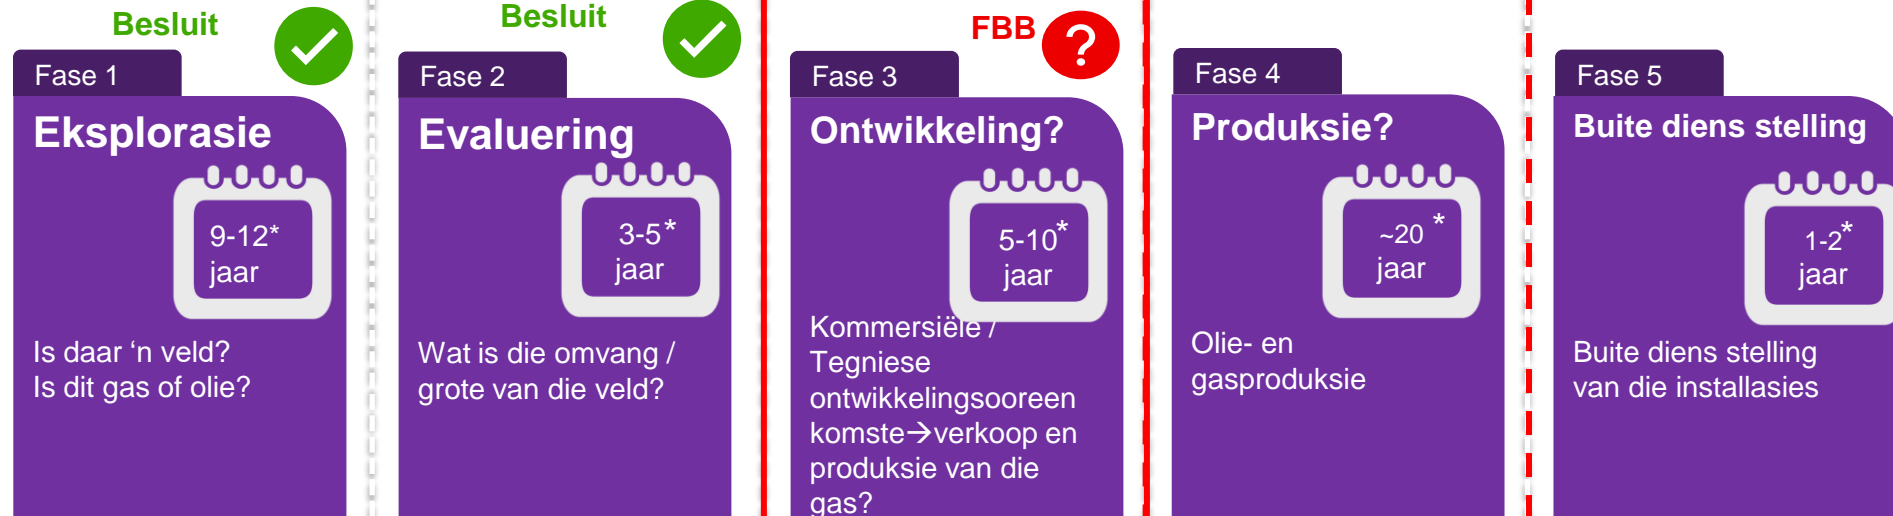 Besluit
Fase 1
Eksplorasie
9-12*
jaar
Is daar ‘n veld?
Is dit gas of olie?
Besluit
Fase 2
Evaluering
3-5*
jaar
Wat is die omvang /
grote van die veld?
FBB
?
Fase 3
Ontwikkeling?
5-10*
jaar
Kommersiële /
Tegniese
ontwikkelingsooreen
komste→verkoop en
produksie van die
gas?
Fase 4
Produksie?
~20 *
jaar
Olie- en
gasproduksie
Fase 5
Buite diens stelling
1-2*
jaar
Buite diens stelling
van die installasies